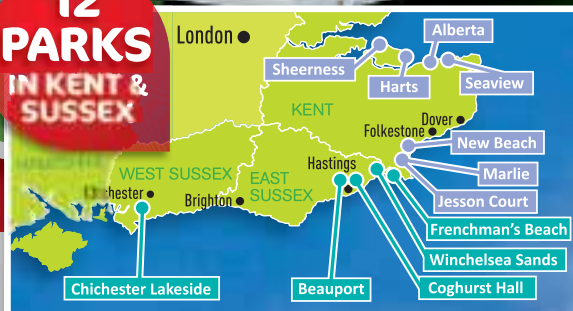 12
PARKS
IN KENT &
SUSSEX
London
Alberta
Sheerness
Harts
Seaview
KENT
Dover
Folkestone
New Beach
Hastings
Marlie
WEST SUSSEX
EAST
SUSSEX
Jesson Court
Brighton
Frenchman's Beach
Winchelsea Sands
Chichester Lakeside
Beauport
Coghurst Hall